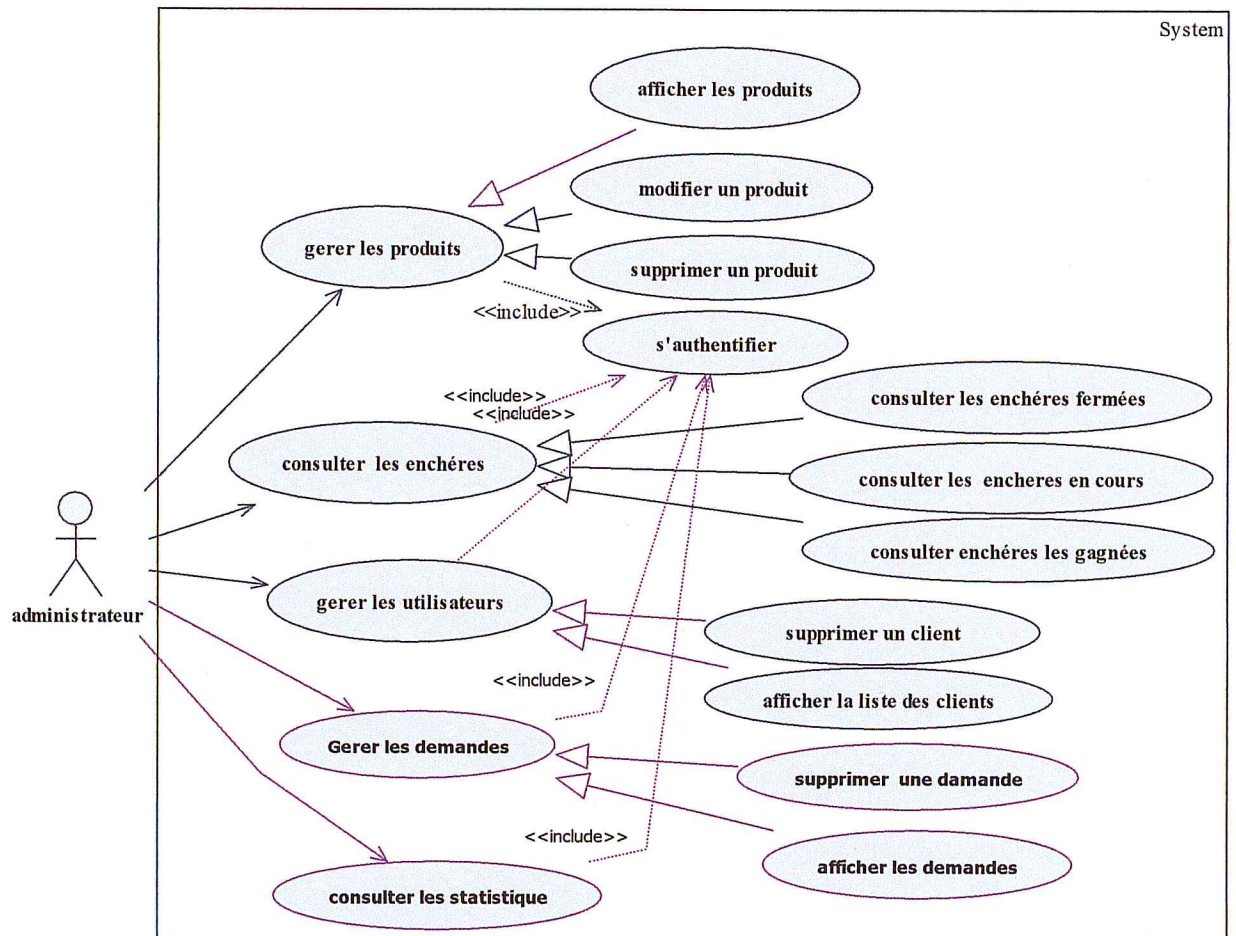 System
afficher les produits
modifier un produit
gerer les produits
supprimer un produit
<<include>>
s'authentifier
<<include>>
<<include>>
consulter les enchéres fermées
consulter  les enchéres
consulter les  encheres en cours
consulter enchéres les gagnées
gerer les utilisateurs
administrateur
supprimer un client
<<include>>
afficher la liste des clients
Gerer les demandes
supprimer  une damande
<<include>>
afficher les demandes
consulter les statistique